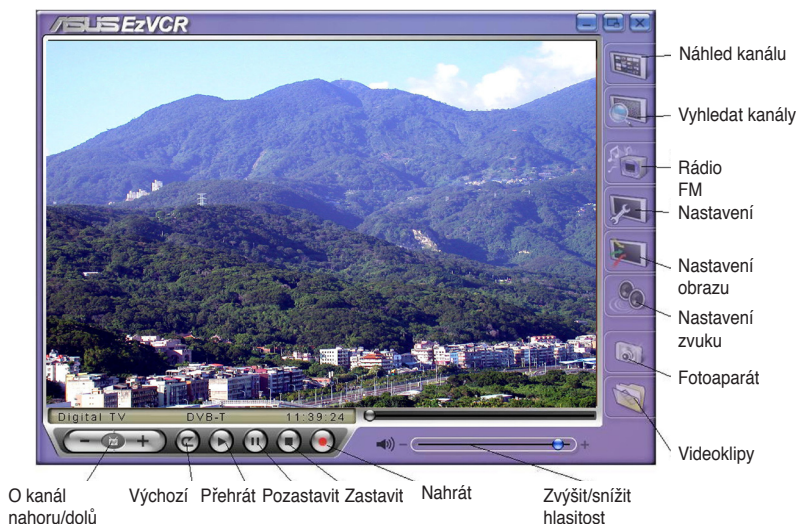 ASUS EzVCR
Náhled kanálu
Vyhledat kanály
Rádio
FM
Nastavení
Nastavení
obrazu
Nastavení
zvuku
Fotoaparát
Videoklipy
Digital TV DVB-T 11:39:24
O kanál
nahoru/dolů
Výchozí
Přehrát
Pozastavit
Zastavit
Nahrát
Zvýšit/snížit
hlasitost